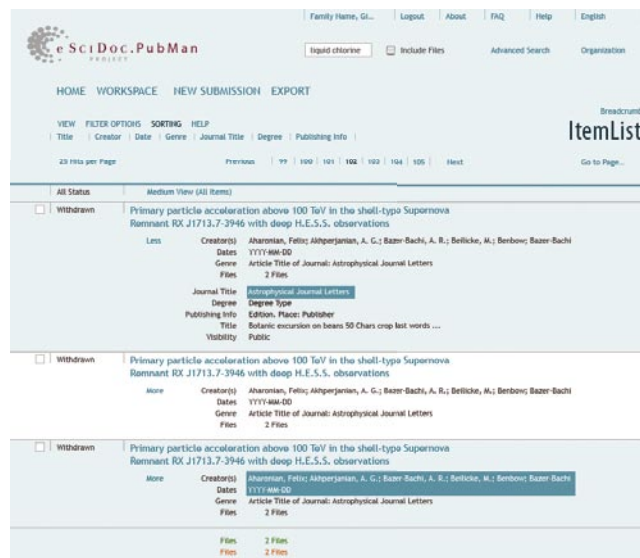 Family Name, Gi... Logout About FAQ Help English
eSciDoc.PubMan
PROJECT
liquid chlorine Include Files Advanced Search Organization
HOME WORKSPACE NEW SUBMISSION EXPORT
Breadcrumb
VIEW FILTER OPTIONS SORTING HELP
ItemList
Title Creator Date Genre Journal Title Degree Publishing Info
25 Hits per Page Previous 99 100 101 102 103 104 105 Next Go to Page...
All Status Medium View (All Items)
Withdrawn Primary particle acceleration above 100 TeV in the shell-type Supernova
Remnant RX J1713.7-3946 with deep H.E.S.S. observations
Less Creator(s) Aharonian, Felix; Akhperjanian, A. G.; Bazer-Bachi, A. R.; Beilicke, M.; Benbow; Bazer-Bachi
Dates YYYY-MM-DD
Genre Article Title of Journal: Astrophysical Journal Letters
Files 2 Files
Journal Title Astrophysical Journal Letters
Degree Degree Type
Publishing Info Edition. Place: Publisher
Title Botanic excursion on beans 50 Chars crop last words ...
Visibility Public
Withdrawn Primary particle acceleration above 100 TeV in the shell-type Supernova
Remnant RX J1713.7-3946 with deep H.E.S.S. observations
More Creator(s) Aharonian, Felix; Akhperjanian, A. G.; Bazer-Bachi, A. R.; Beilicke, M.; Benbow; Bazer-Bachi
Dates YYYY-MM-DD
Genre Article Title of Journal: Astrophysical Journal Letters
Files 2 Files
Withdrawn Primary particle acceleration above 100 TeV in the shell-type Supernova
Remnant RX J1713.7-3946 with deep H.E.S.S. observations
More Creator(s) Aharonian, Felix; Akhperjanian, A. G.; Bazer-Bachi, A. R.; Beilicke, M.; Benbow; Bazer-Bachi
Dates YYYY-MM-DD
Genre Article Title of Journal: Astrophysical Journal Letters
Files 2 Files
Files 2 Files
Files 2 Files